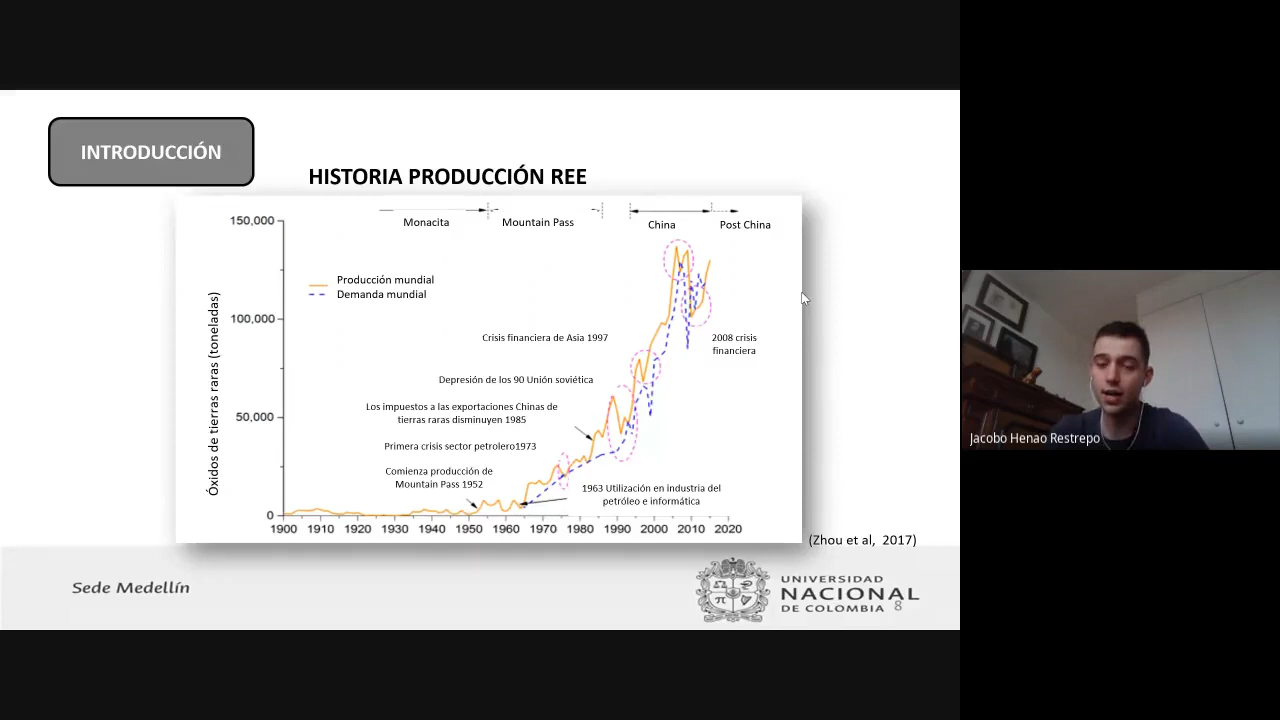 INTRODUCCIÓN
HISTORIA PRODUCCIÓN REE
Monacita
Mountain Pass
China
Post China
150,000
100,000
50,000
0
Óxidos de tierras raras (toneladas)
Producción mundial
Demanda mundial
Crisis financiera de Asia 1997
2008 crisis
financiera
Depresión de los 90 Unión soviética
Los impuestos a las exportaciones Chinas de
tierras raras disminuyen 1985
Primera crisis sector petrolero1973
Comienza producción de
Mountain Pass 1952
1963 Utilización en industria del
petróleo e informática
1900 1910 1920 1930 1940 1950 1960 1970 1980 1990 2000 2010 2020
(Zhou et al, 2017)
Sede Medellín
π
UNIVERSIDAD
NACIONAL
DE COLOMBIA 8
Jacobo Henao Restrepo